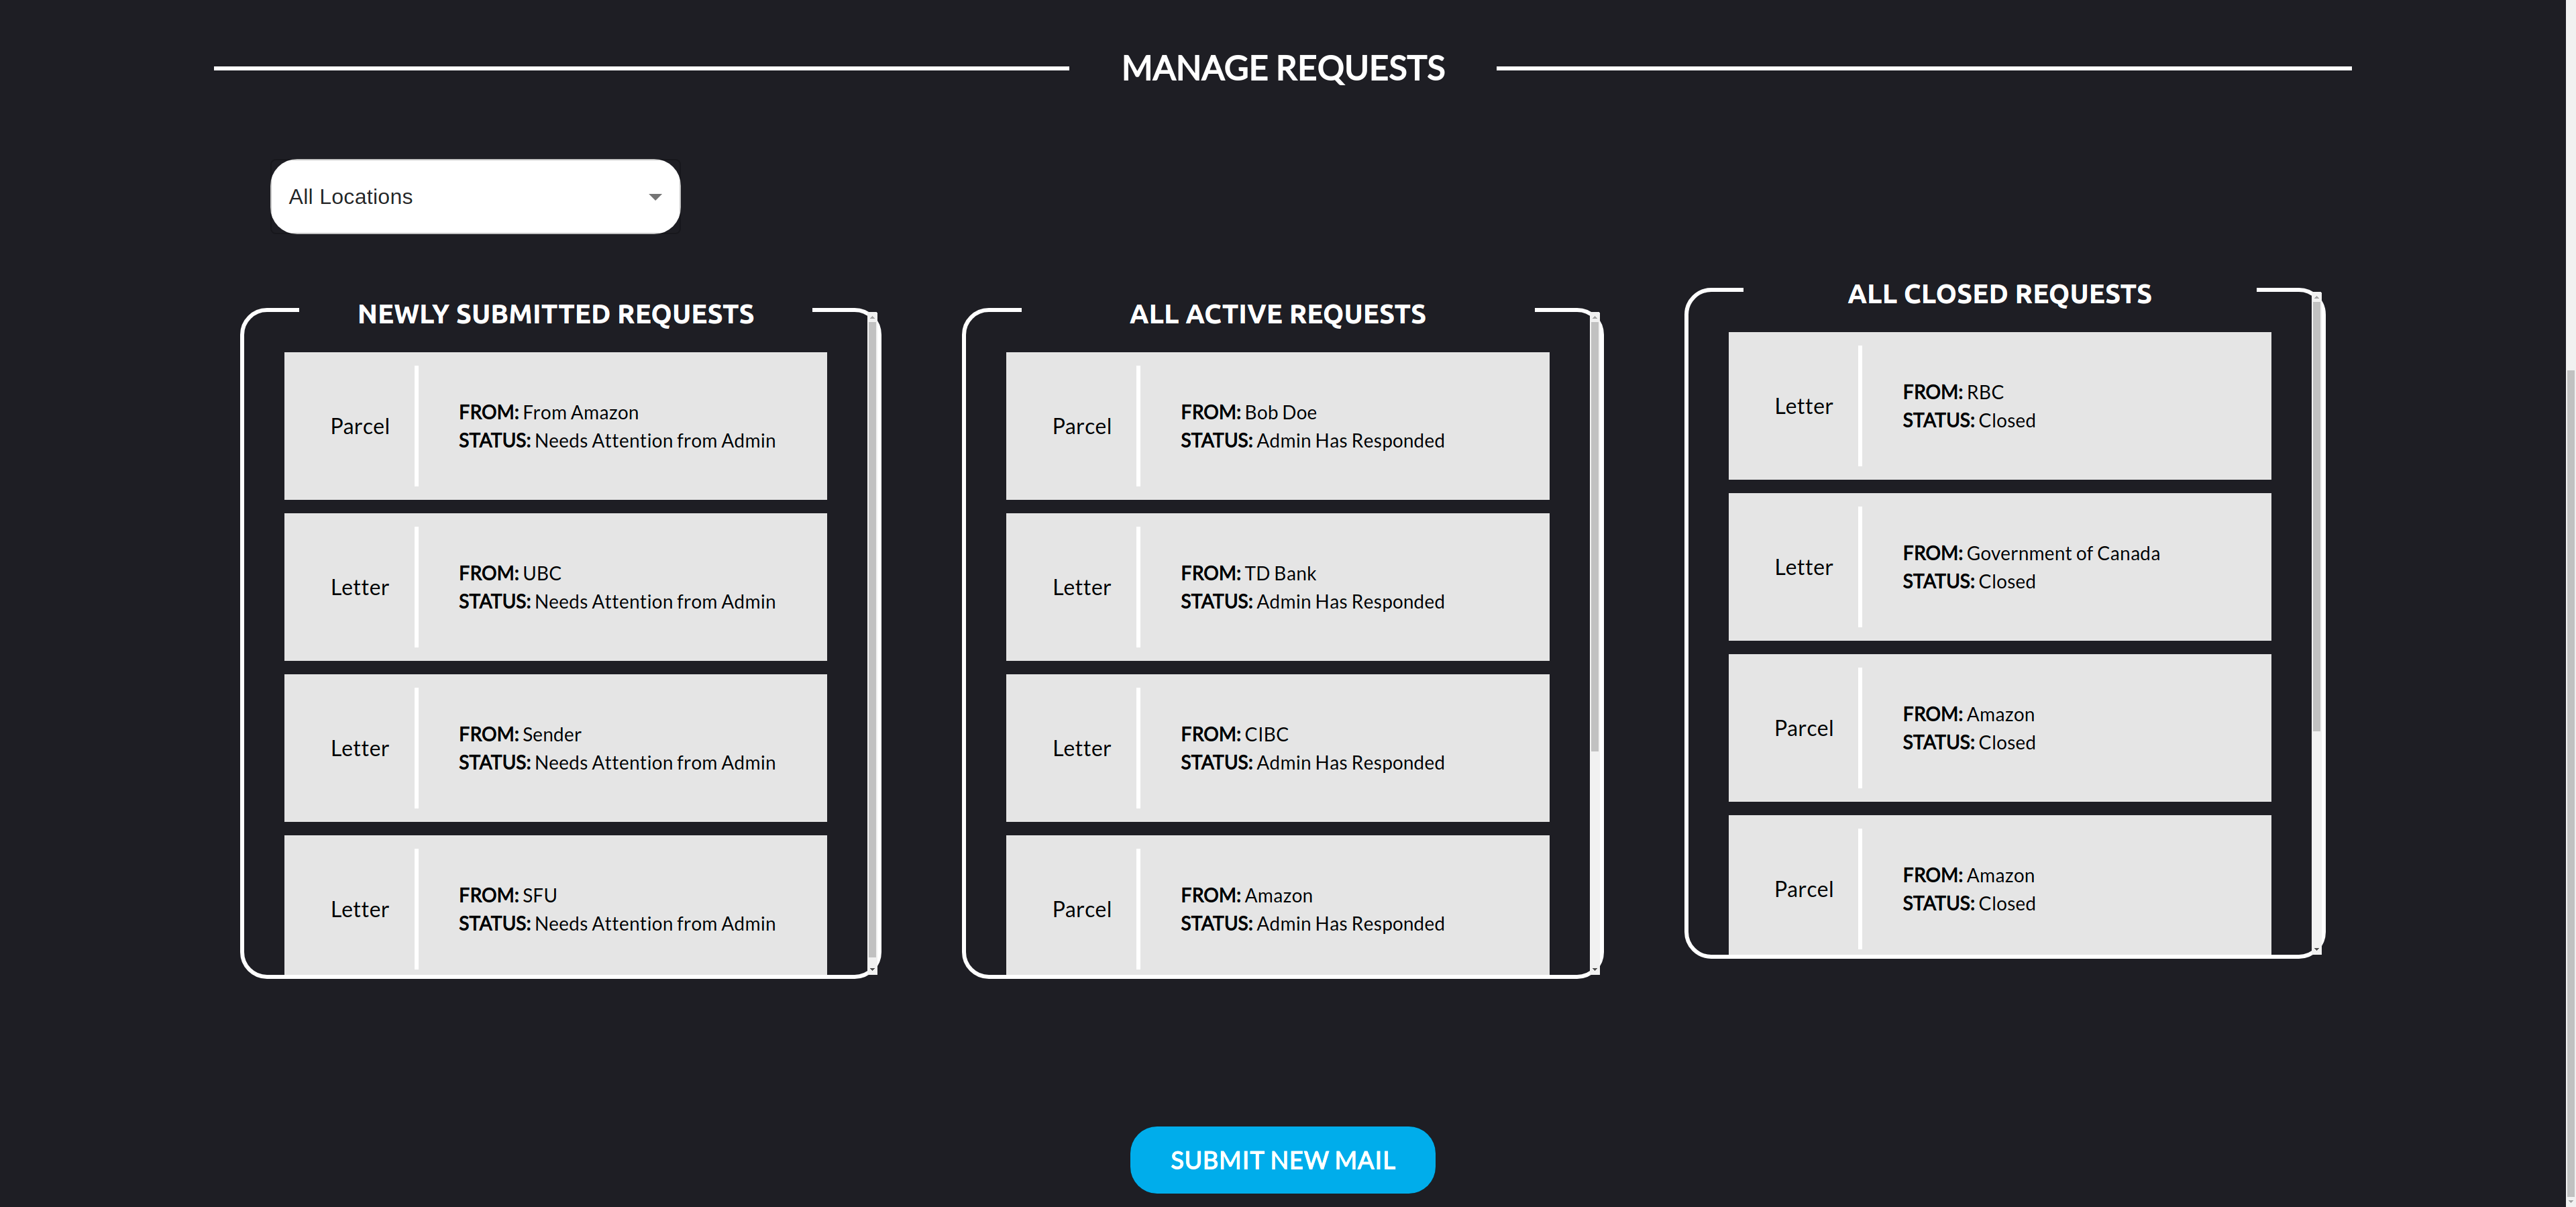 MANAGE REQUESTS
All Locations
NEWLY SUBMITTED REQUESTS
Parcel
FROM: From Amazon
STATUS: Needs Attention from Admin
Letter
FROM: UBC
STATUS: Needs Attention from Admin
Letter
FROM: Sender
STATUS: Needs Attention from Admin
Letter
FROM: SFU
STATUS: Needs Attention from Admin
ALL ACTIVE REQUESTS
Parcel
FROM: Bob Doe
STATUS: Admin Has Responded
Letter
FROM: TD Bank
STATUS: Admin Has Responded
Letter
FROM: CIBC
STATUS: Admin Has Responded
Parcel
FROM: Amazon
STATUS: Admin Has Responded
ALL CLOSED REQUESTS
Letter
FROM: RBC
STATUS: Closed
Letter
FROM: Government of Canada
STATUS: Closed
Parcel
FROM: Amazon
STATUS: Closed
Parcel
FROM: Amazon
STATUS: Closed
SUBMIT NEW MAIL